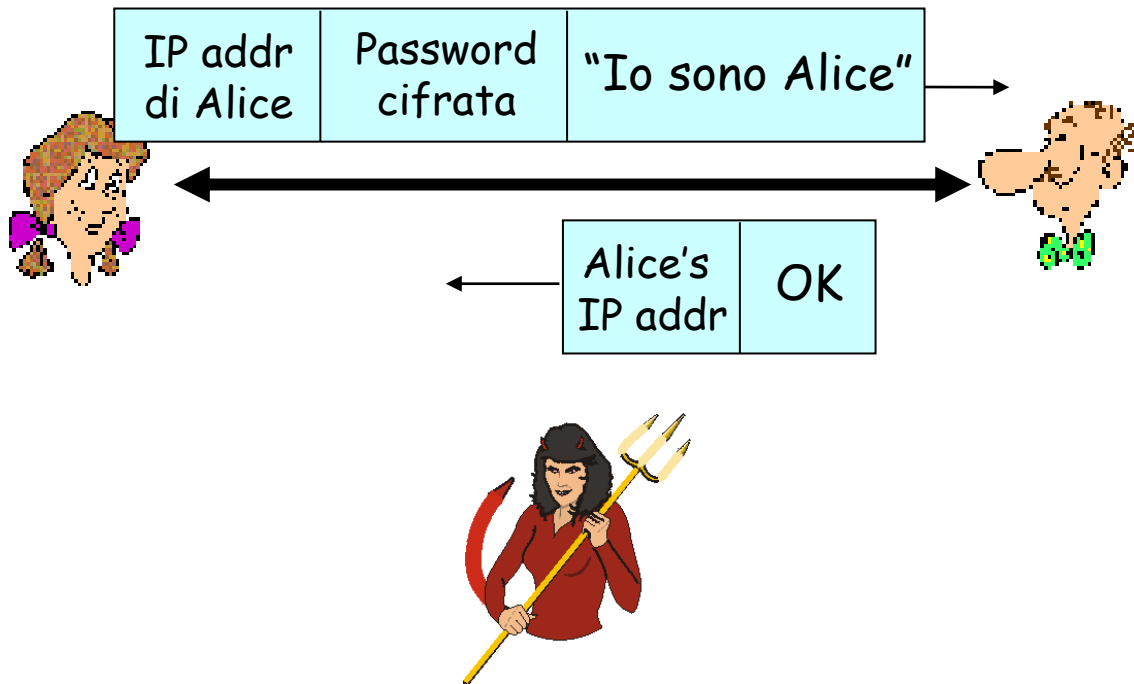 IP addr
di Alice
Password
cifrata
“Io sono Alice”
Alice’s
IP addr
OK